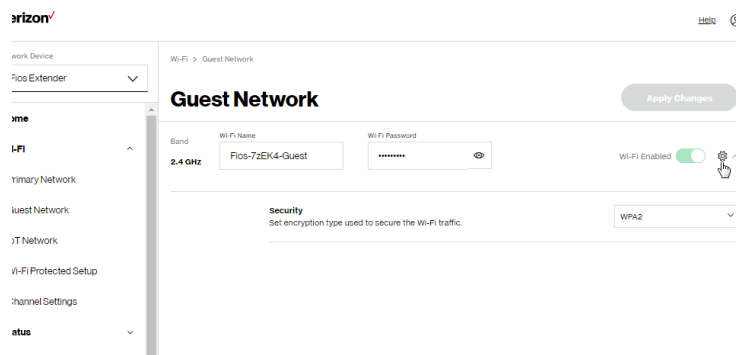 erizon
Help
work Device
Fios Extender
Wi-Fi > Guest Network
Guest Network
Apply Changes
ome
Band
Wi-Fi Name
Wi-Fi Password
i-Fi
2.4 GHz
Fios-7zEK4-Guest
•••••••••
Wi-Fi Enabled
rimary Network
uest Network
Security
Set encryption type used to secure the Wi-Fi traffic.
WPA2
oT Network
Vi-Fi Protected Setup
Channel Settings
atus